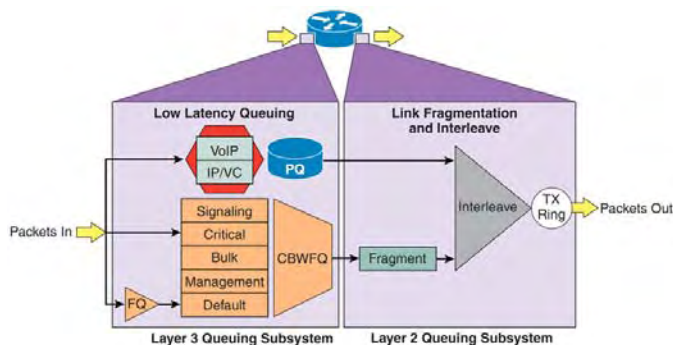 Low Latency Queuing
Link Fragmentation
and Interleave
VoIP
IP/VC
PQ
Packets In
Signaling
Critical
Bulk
Management
Default
FQ
CBWFQ
Fragment
Interleave
TX
Ring
Packets Out
Layer 3 Queuing Subsystem
Layer 2 Queuing Subsystem